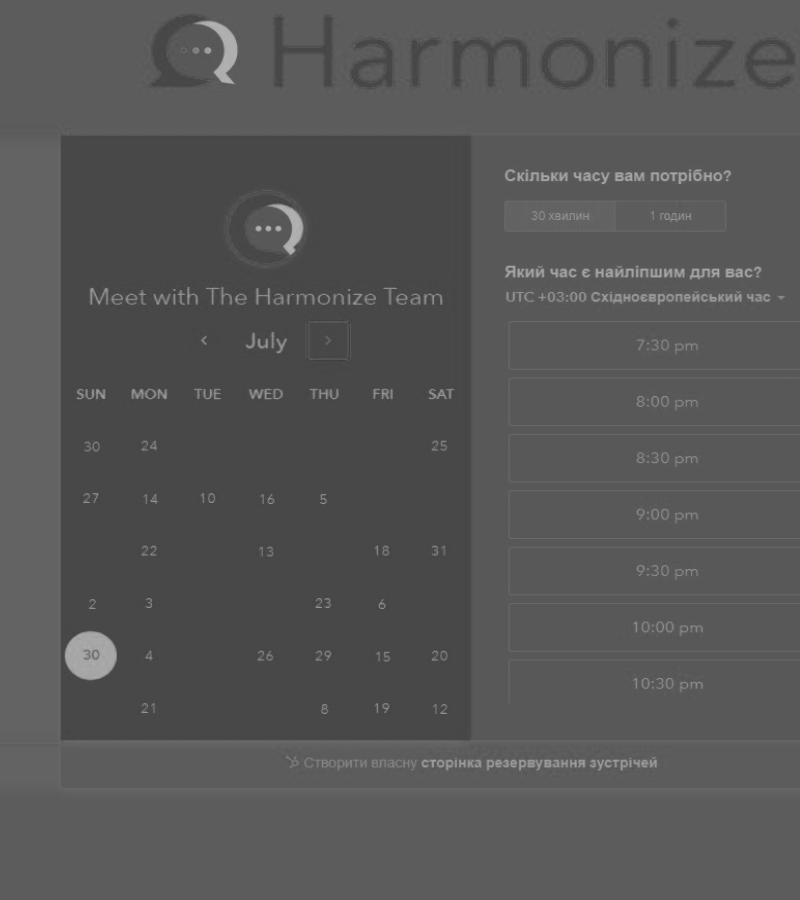 Harmonize
Meet with The Harmonize Team
July
SUN MON TUE WED THU FRI SAT
30 24 25
27 14 10 16 5
22 13 18 31
2 3 23 6
30 4 26 29 15 20
21 8 19 12
Скільки часу вам потрібно?
30 хвилин 1 годин
Який час є найліпшим для вас?
UTC +03:00 Східноєвропейський час
7:30 pm
8:00 pm
8:30 pm
9:00 pm
9:30 pm
10:00 pm
10:30 pm
Створити власну сторінка резервування зустрічей